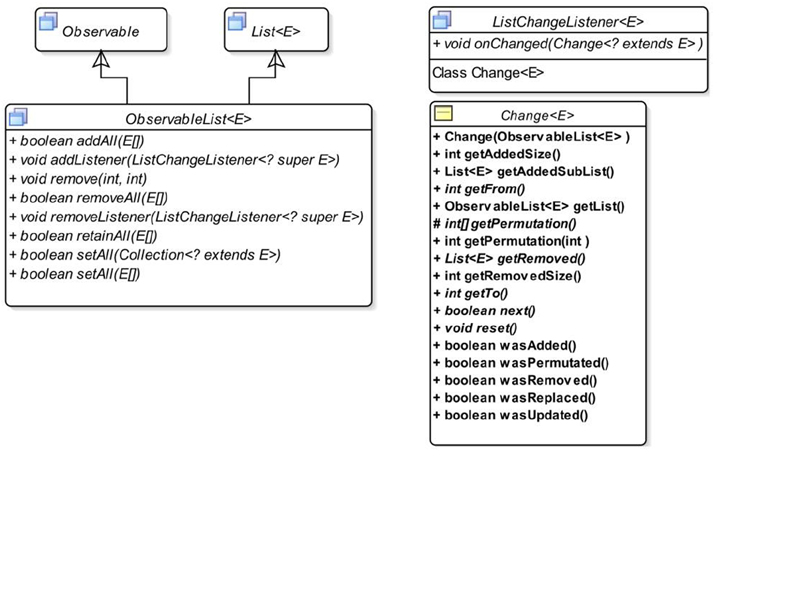 Observable
List<E>
ObservableList<E>
+ boolean addAll(E[])
+ void addListener(ListChangeListener<? super E>)
+ void remove(int, int)
+ boolean removeAll(E[])
+ void removeListener(ListChangeListener<? super E>)
+ boolean retainAll(E[])
+ boolean setAll(Collection<? extends E>)
+ boolean setAll(E[])
ListChangeListener<E>
+ void onChanged(Change<? extends E> )
Class Change<E>
Change<E>
+ Change(ObservableList<E> )
+ int getAddedSize()
+ List<E> getAddedSubList()
+ int getFrom()
+ ObservableList<E> getList()
# int[] getPermutation()
+ int getPermutation(int )
+ List<E> getRemoved()
+ int getRemovedSize()
+ int getTo()
+ boolean next()
+ void reset()
+ boolean wasAdded()
+ boolean wasPermutated()
+ boolean wasRemoved()
+ boolean wasReplaced()
+ boolean wasUpdated()